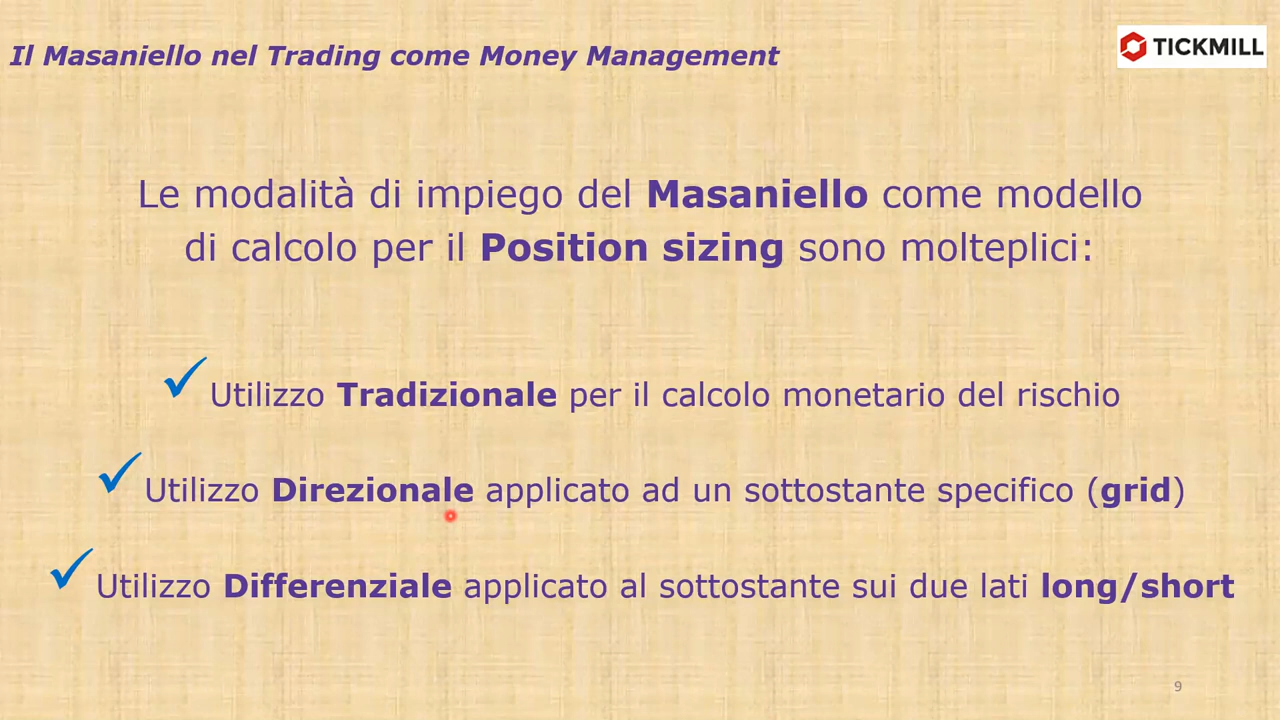 Il Masaniello nel Trading come Money Management
TICKMILL
Le modalità di impiego del Masaniello come modello
di calcolo per il Position sizing sono molteplici:
Utilizzo Tradizionale per il calcolo monetario del rischio
Utilizzo Direzionale applicato ad un sottostante specifico (grid)
Utilizzo Differenziale applicato al sottostante sui due lati long/short
9